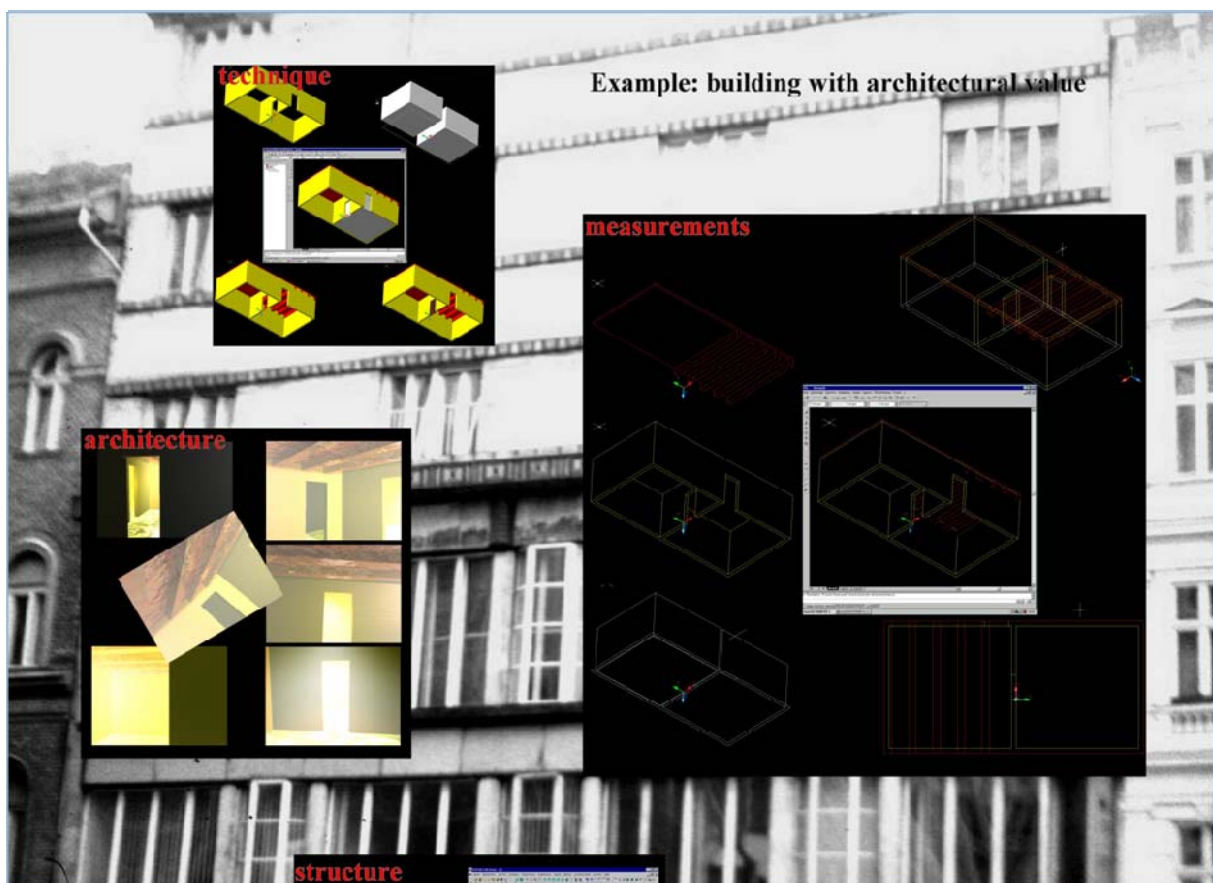 technique
Example: building with architectural value
measurements
architecture
structure